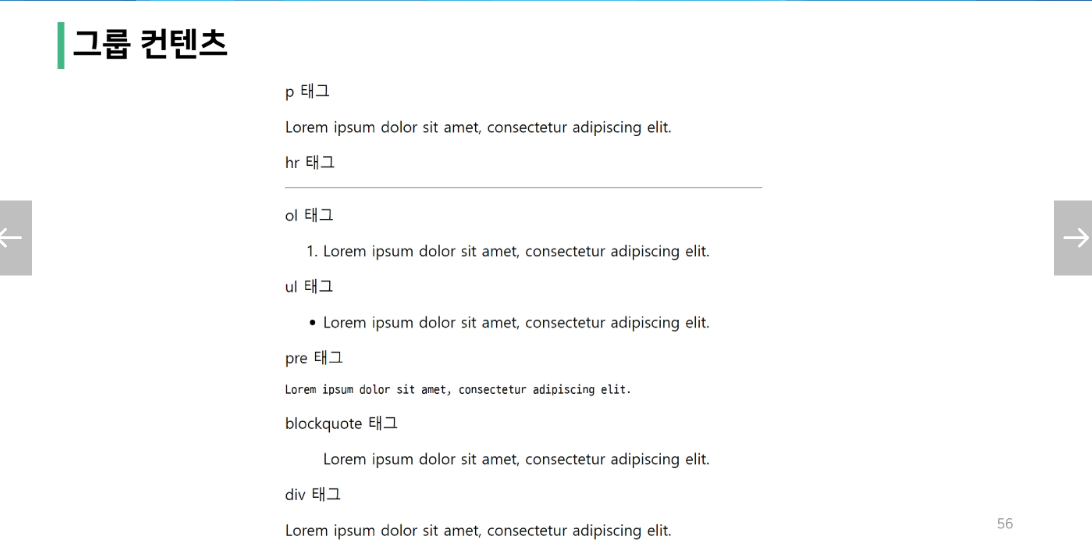 그룹 컨텐츠
p 태그
Lorem ipsum dolor sit amet, consectetur adipiscing elit.
hr 태그
ol 태그
1. Lorem ipsum dolor sit amet, consectetur adipiscing elit.
ul 태그
• Lorem ipsum dolor sit amet, consectetur adipiscing elit.
pre 태그
Lorem ipsum dolor sit amet, consectetur adipiscing elit.
blockquote 태그
Lorem ipsum dolor sit amet, consectetur adipiscing elit.
div 태그
Lorem ipsum dolor sit amet, consectetur adipiscing elit.
56